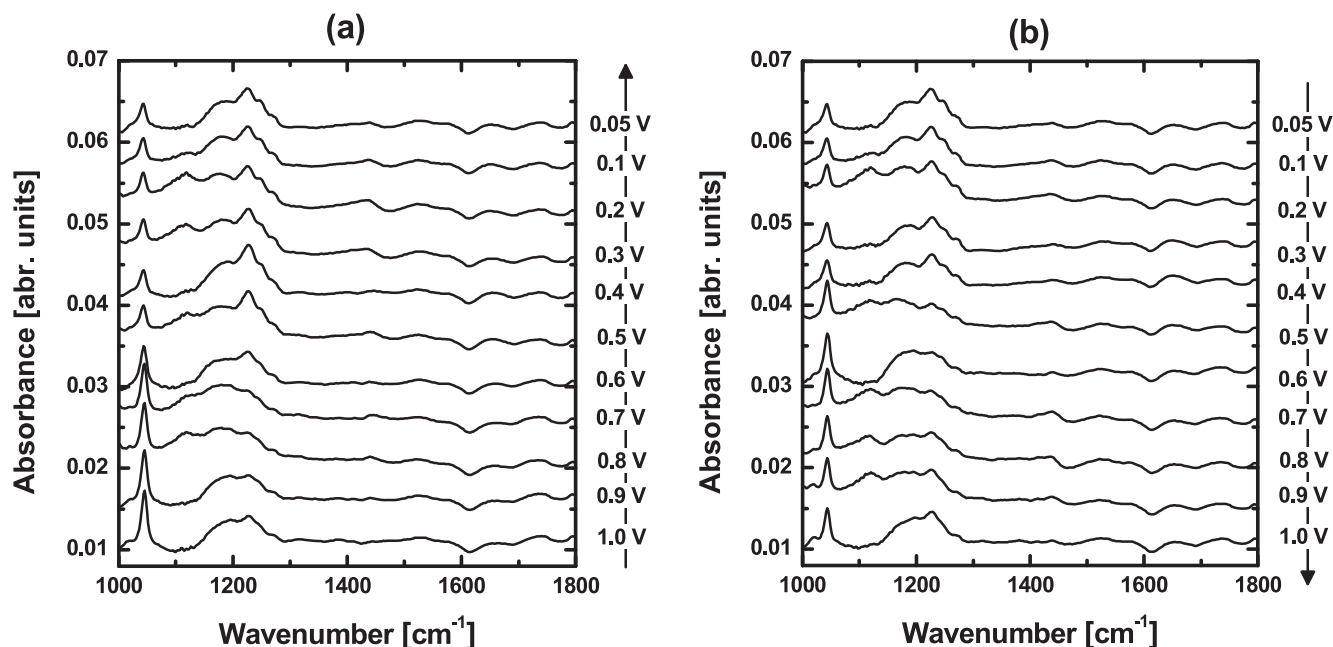 (a)
0.07
0.06
0.05
0.04
0.03
0.02
0.01
Absorbance [abr. units]
1000 1200 1400 1600 1800
Wavenumber [cm-1]
0.05 V
0.1 V
0.2 V
0.3 V
0.4 V
0.5 V
0.6 V
0.7 V
0.8 V
0.9 V
1.0 V
(b)
0.07
0.06
0.05
0.04
0.03
0.02
0.01
Absorbance [abr. units]
1000 1200 1400 1600 1800
Wavenumber [cm-1]
0.05 V
0.1 V
0.2 V
0.3 V
0.4 V
0.5 V
0.6 V
0.7 V
0.8 V
0.9 V
1.0 V